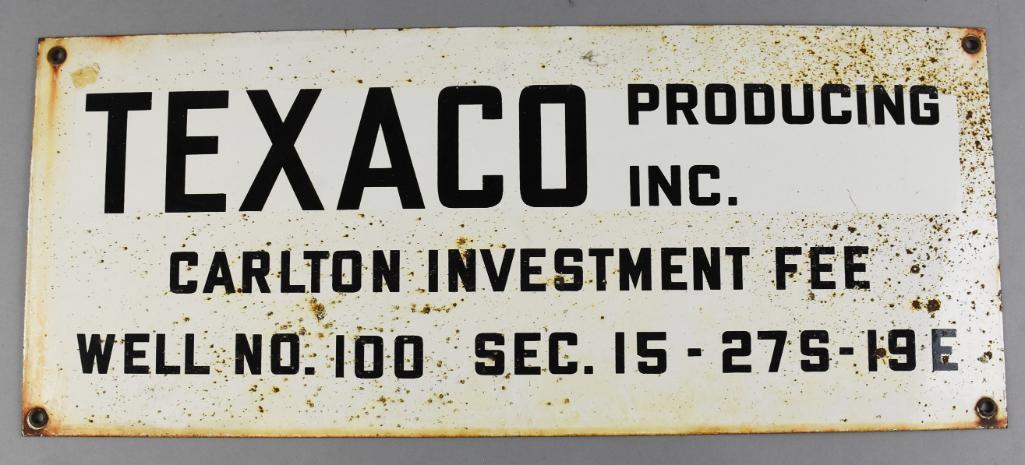 TEXACO PRODUCING INC.
CARLTON INVESTMENT FEE
WELL NO. 100 SEC. 15 - 27S - 19E